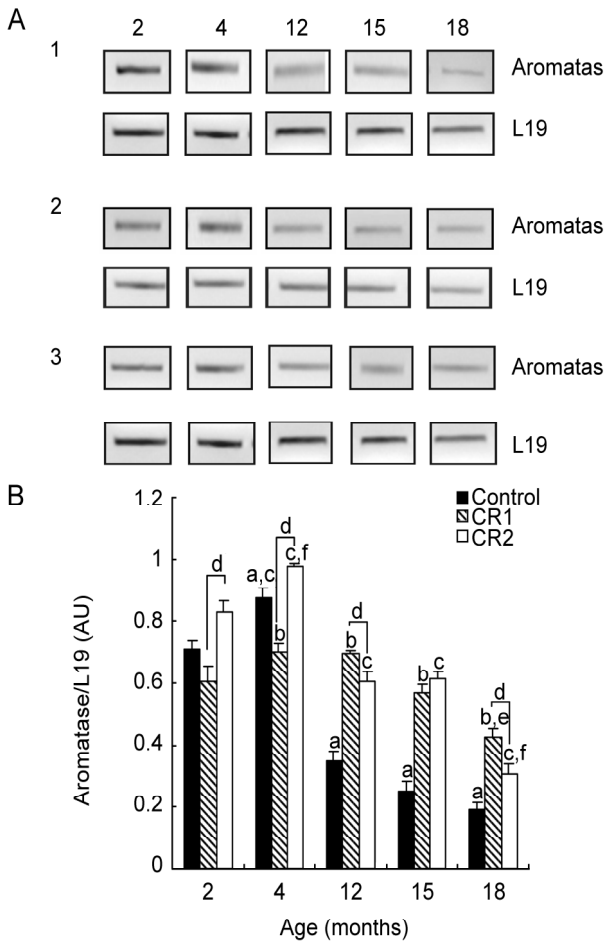 A
2 4 12 15 18
1
Aromatas
L19
2
Aromatas
L19
3
Aromatas
L19
B
1.2
1
0.8
0.6
0.4
0.2
0
Aromatase/L19 (AU)
Control
CR1
CR2
d
a,c
b
d
c,f
a
b
d
c
a
b
c
a
b,e
d
c,f
2 4 12 15 18
Age (months)